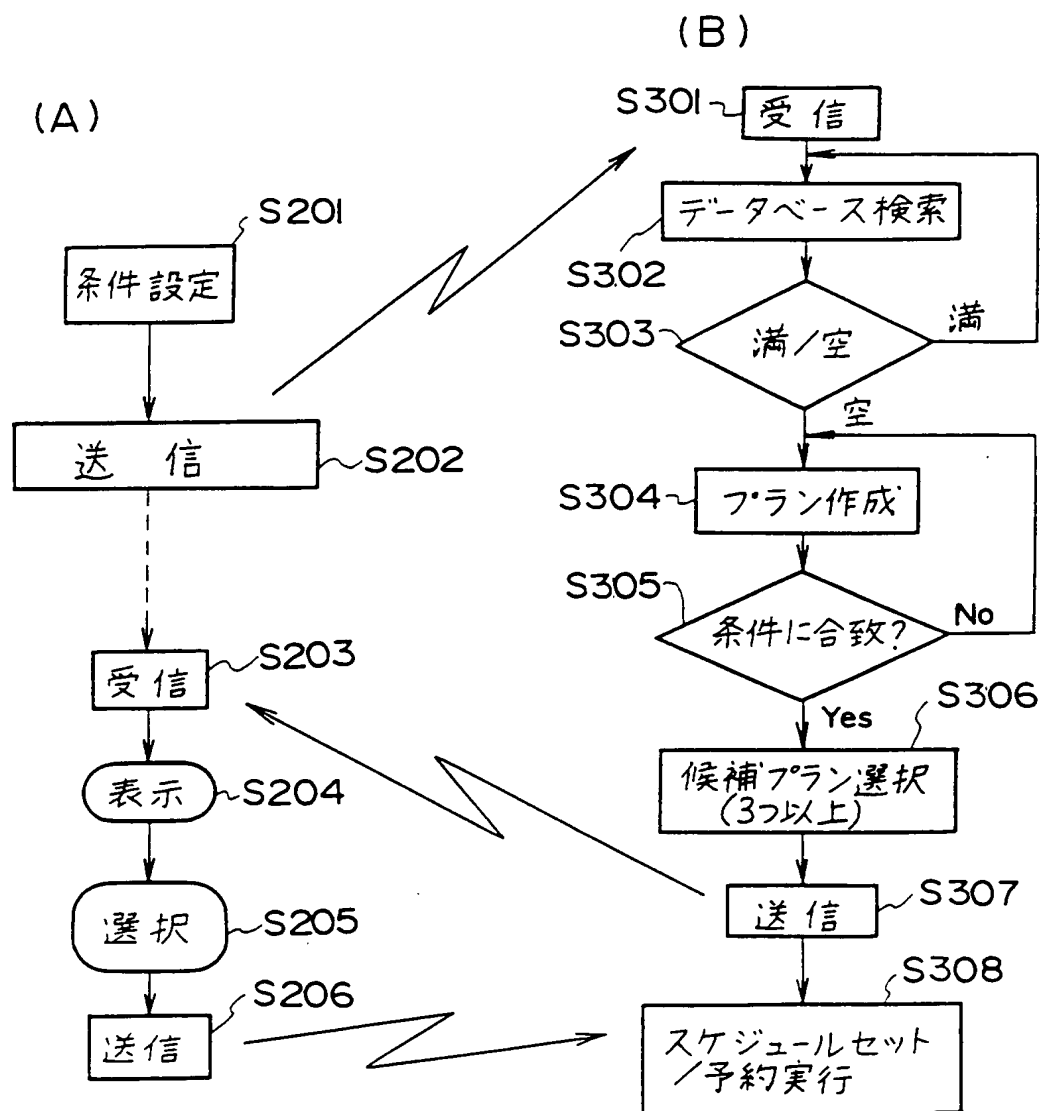 (A)
S201
条件設定
送信
S202
受信
S203
表示
S204
選択
S205
S206
送信
(B)
S301
受信
データベース検索
S302
S303
満/空
満
空
S304
プラン作成
S305
条件に合致?
No
Yes
S306
候補プラン選択
(3つ以上)
送信
S307
S308
スケジュールセット
/予約実行